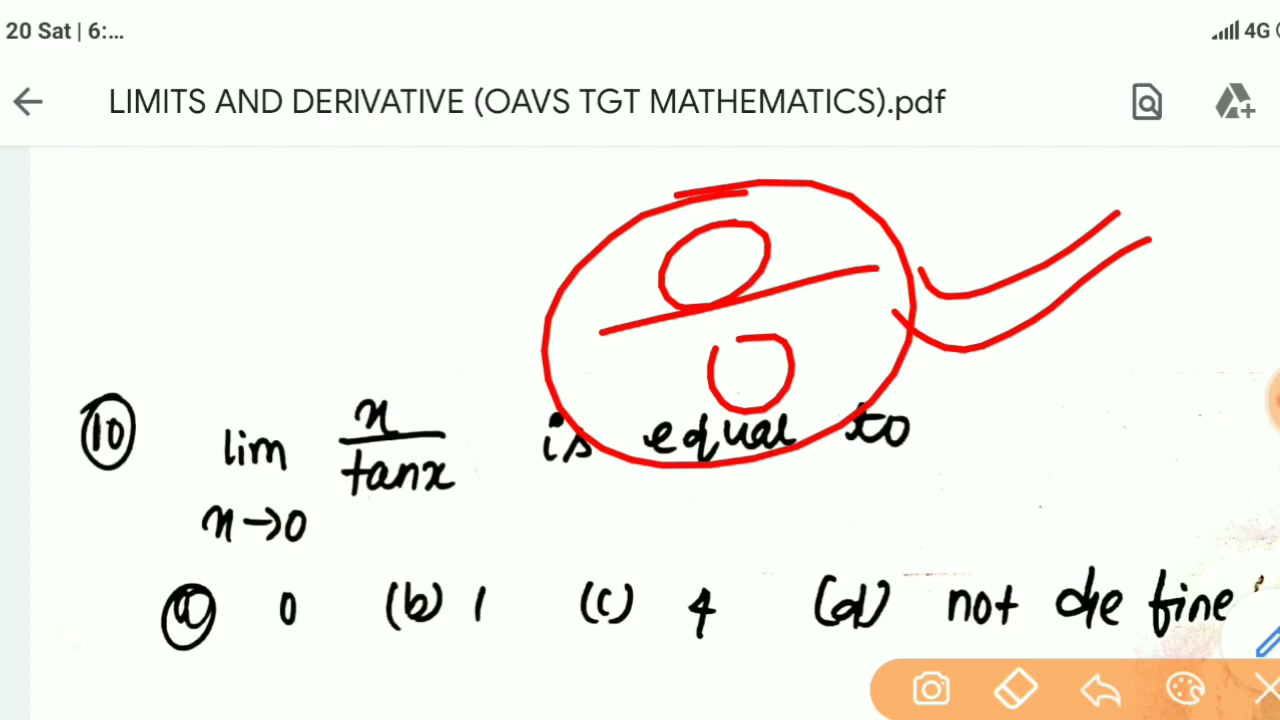 20 Sat | 6:...
4G
LIMITS AND DERIVATIVE (OAVS TGT MATHEMATICS).pdf
0
0
(10) lim x/tanx is equal to
x→0
(a) 0 (b) 1 (c) 4 (d) not define